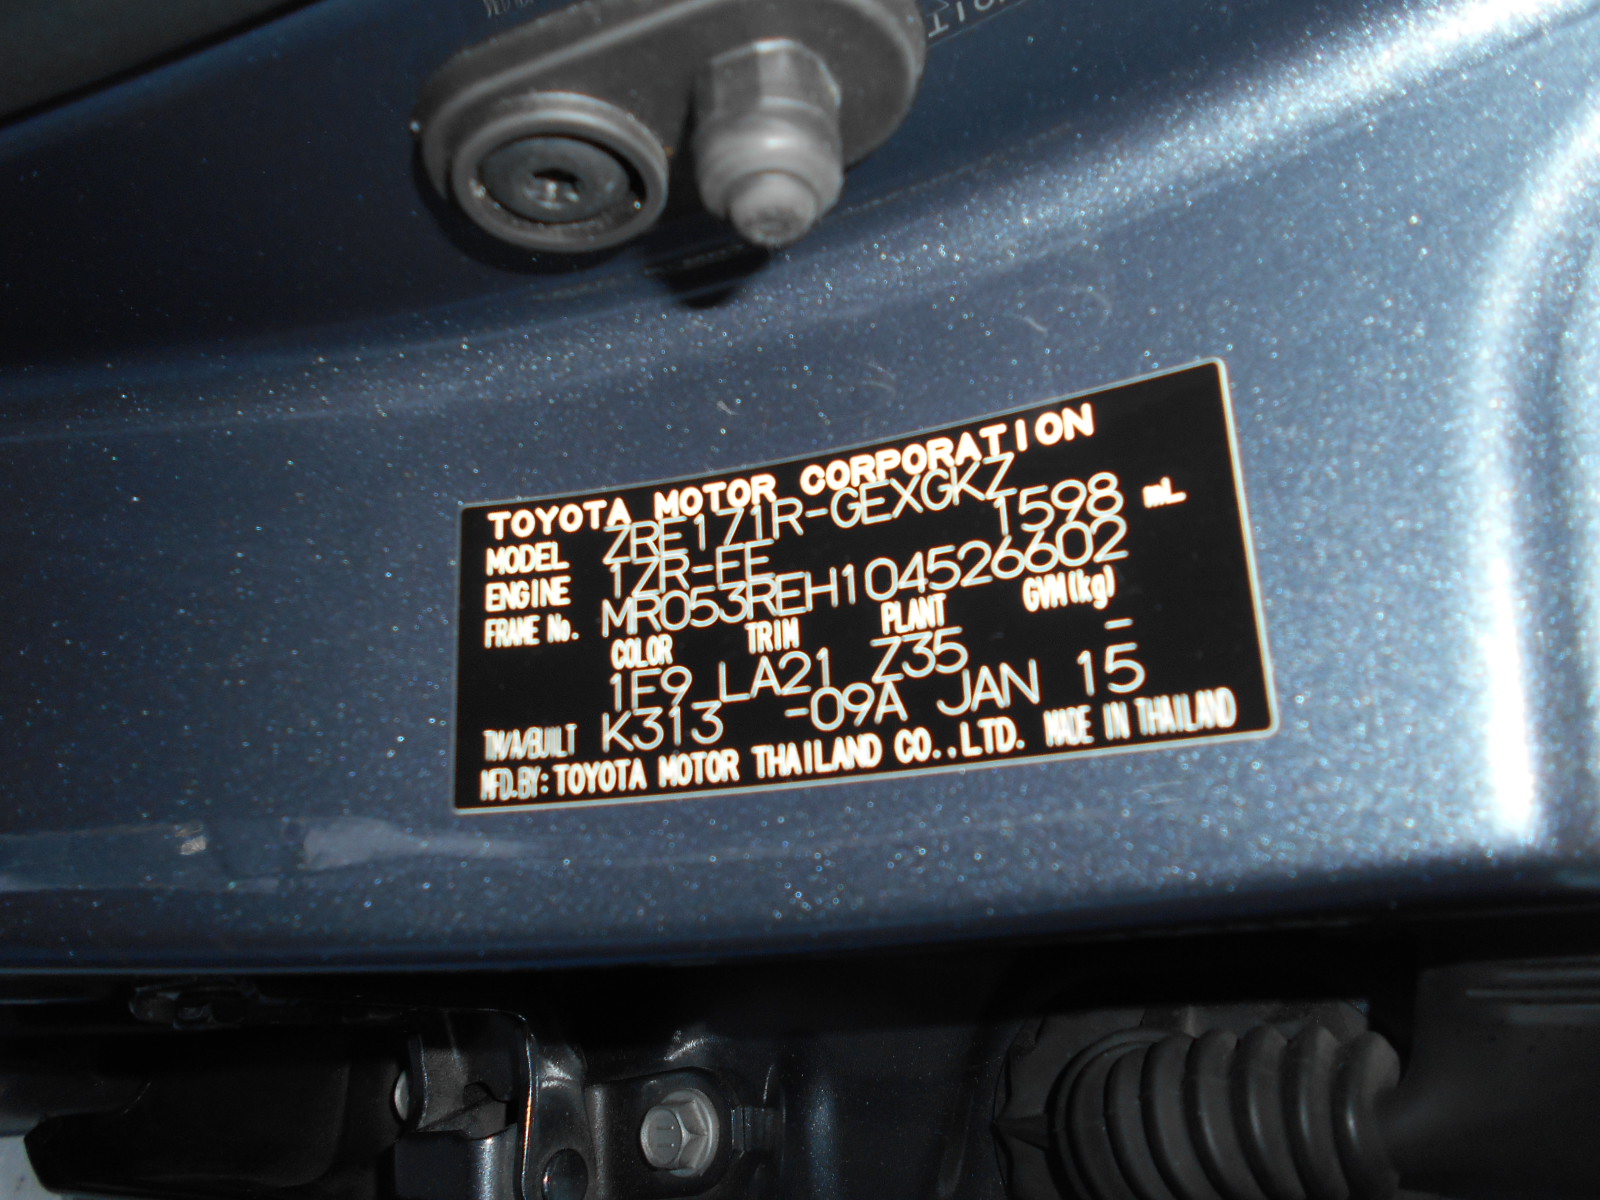 TOYOTA MOTOR CORPORATION
MODEL ZRE171R-GEXGKZ
ENGINE 1ZR-FE 1598 mL
FRAME No. MR053REH104526602
COLOR TRIM PLANT GVM(kg)
1E9 LA21 Z35 -
TM/A/BUILT K313 -09A JAN 15
MFD.BY: TOYOTA MOTOR THAILAND CO.,LTD. MADE IN THAILAND